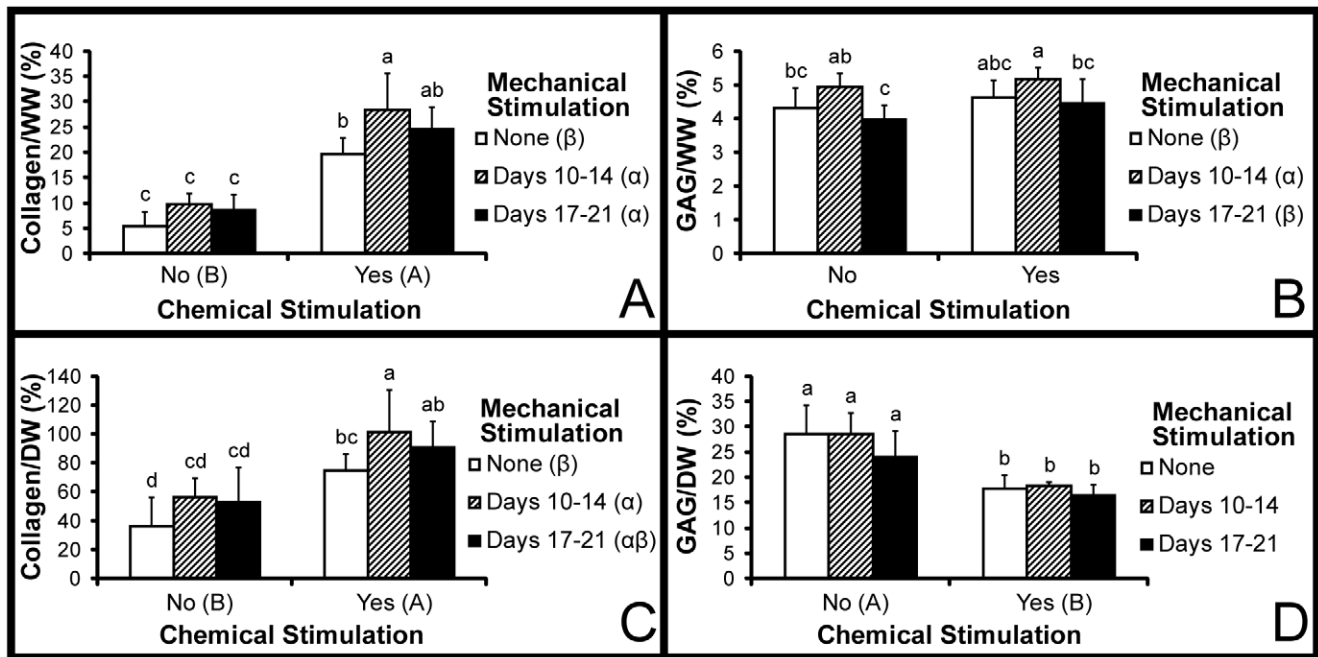 Collagen/WW (%)
40
35
30
25
20
15
10
5
0
c
c
c
b
a
ab
No (B)
Yes (A)
Chemical Stimulation
Mechanical
Stimulation
None (β)
Days 10-14 (α)
Days 17-21 (α)
A
GAG/WW (%)
6
5
4
3
2
1
0
bc
ab
c
abc
a
bc
No
Yes
Chemical Stimulation
Mechanical
Stimulation
None (β)
Days 10-14 (α)
Days 17-21 (β)
B
Collagen/DW (%)
140
120
100
80
60
40
20
0
d
cd
cd
bc
a
ab
No (B)
Yes (A)
Chemical Stimulation
Mechanical
Stimulation
None (β)
Days 10-14 (α)
Days 17-21 (αβ)
C
GAG/DW (%)
40
35
30
25
20
15
10
5
0
a
a
a
b
b
b
No (A)
Yes (B)
Chemical Stimulation
Mechanical
Stimulation
None
Days 10-14
Days 17-21
D